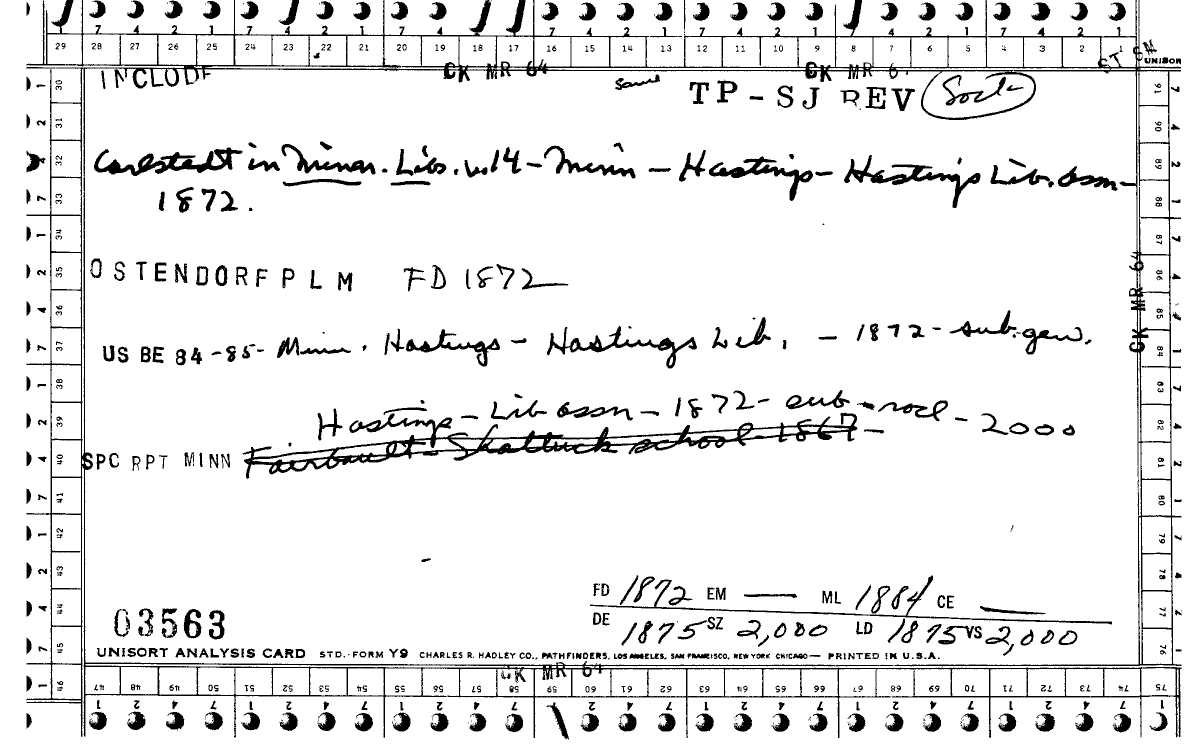 7 4 2 1 7 4 2 1 7 4 2 1 7 4 2 1 7 4 2 1 7 4 2 1 7 4 2 1
29 28 27 26 25 24 23 22 21 20 19 18 17 16 15 14 13 12 11 10 9 8 7 6 5 4 3 2 1
ST GN UNISOR
INCLUDE CK MR 64 same CK MR 6
TP-SJ REV Socl
Carlstedt in Minn. Libs. v.14 - Minn - Hastings - Hastings Lib. assn -
1872.
OSTENDORF PLM FD 1872
US BE 84-85- Minn. Hastings - Hastings Lib. - 1872 - sub. gen.
Hastings - Lib assn - 1872 - sub - socl - 2000
SPC RPT MINN Fairbault - Shattuck school - 1867 -
FD 1872 EM — ML 1884 CE —
DE 1875 SZ 2,000 LD 1875 VS 2,000
03563
UNISORT ANALYSIS CARD STD. FORM Y9 CHARLES R. HADLEY CO., PATHFINDERS, LOS ANGELES, SAN FRANCISCO, NEW YORK CHICAGO — PRINTED IN U.S.A.
CK MR 64
CK MR 64
30 31 32 33 34 35 36 37 38 39 40 41 42 43 44 45 46
91 90 89 88 87 86 85 84 83 82 81 80 79 78 77 76
47 48 49 50 51 52 53 54 55 56 57 58 59 60 61 62 63 64 65 66 67 68 69 70 71 72 73 74 75